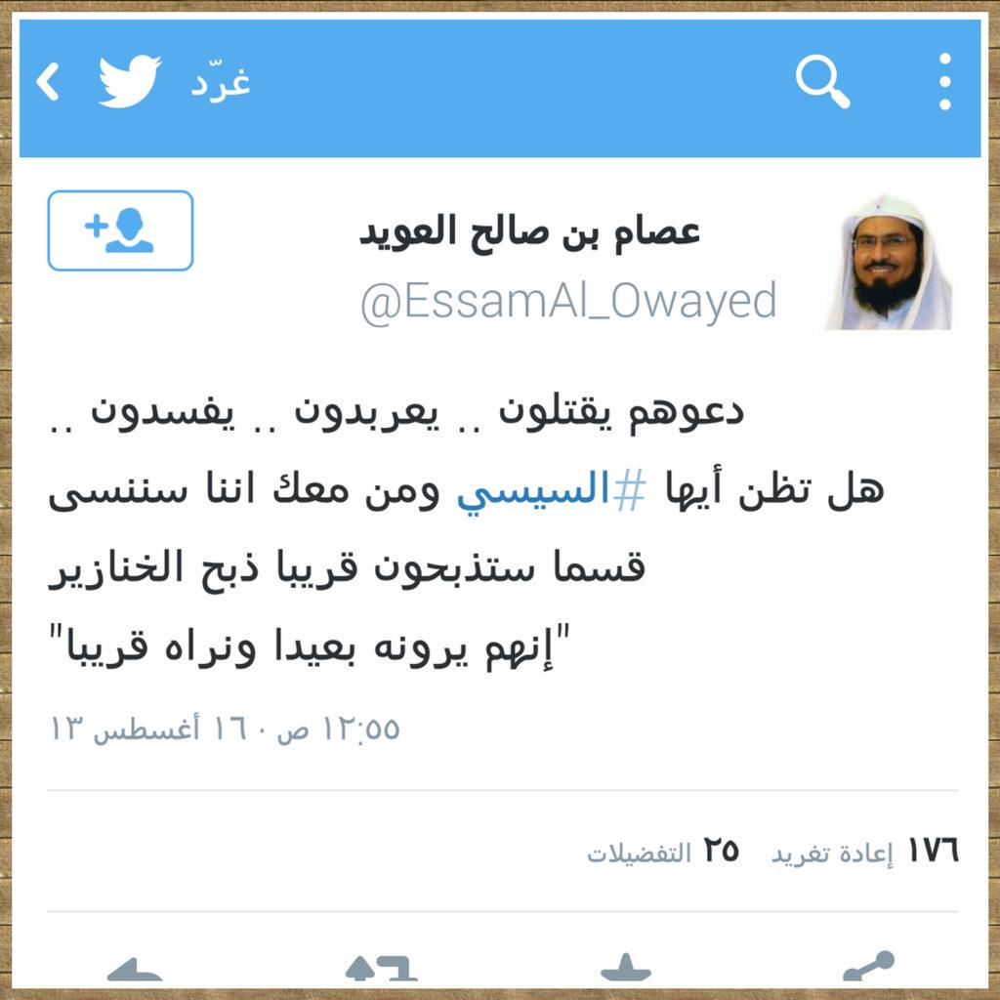 غرّد
عصام بن صالح العويد
@EssamAl_Owayed
دعوهم يقتلون .. يعربدون .. يفسدون ..
هل تظن أيها #السيسي ومن معك اننا سننسى
قسما ستذبحون قريبا ذبح الخنازير
"إنهم يرونه بعيدا ونراه قريبا"
١٢:٥٥ ص · ١٦ أغسطس ١٣
١٧٦ إعادة تغريد ٢٥ التفضيلات